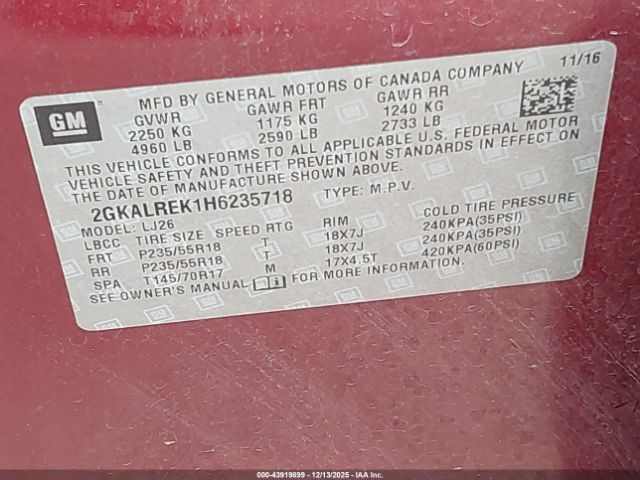 GM
MFD BY GENERAL MOTORS OF CANADA COMPANY 11/16
GVWR GAWR FRT GAWR RR
2250 KG 1175 KG 1240 KG
4960 LB 2590 LB 2733 LB
THIS VEHICLE CONFORMS TO ALL APPLICABLE U.S. FEDERAL MOTOR
VEHICLE SAFETY AND THEFT PREVENTION STANDARDS IN EFFECT ON
THE DATE OF MANUFACTURE SHOWN ABOVE.
2GKALREK1H6235718 TYPE: M.P.V.
MODEL: LJ26
LBCC TIRE SIZE SPEED RTG RIM COLD TIRE PRESSURE
FRT P235/55R18 T 18X7J 240KPA(35PSI)
RR P235/55R18 T 18X7J 240KPA(35PSI)
SPA T145/70R17 M 17X4.5T 420KPA(60PSI)
SEE OWNER'S MANUAL FOR MORE INFORMATION.
000-43919899 - 12/13/2025 - IAA Inc.